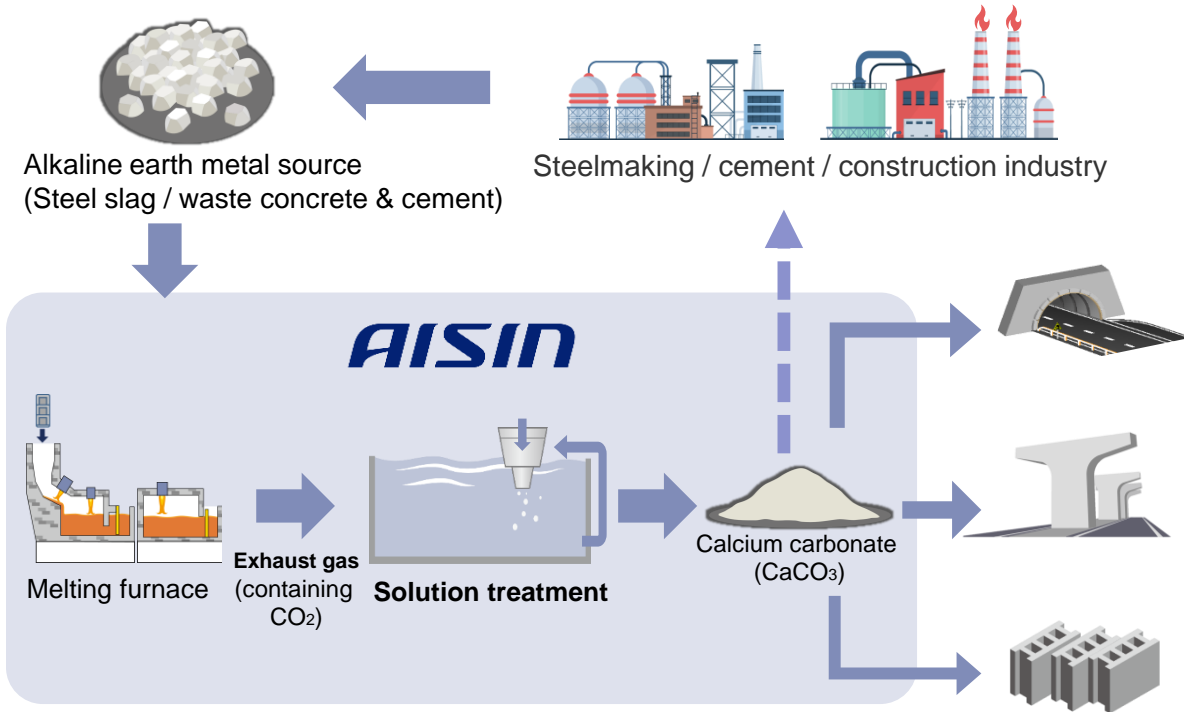 Alkaline earth metal source
(Steel slag / waste concrete & cement)
Steelmaking / cement / construction industry
AISIN
Melting furnace
Exhaust gas
(containing
CO₂)
Solution treatment
Calcium carbonate
(CaCO₃)